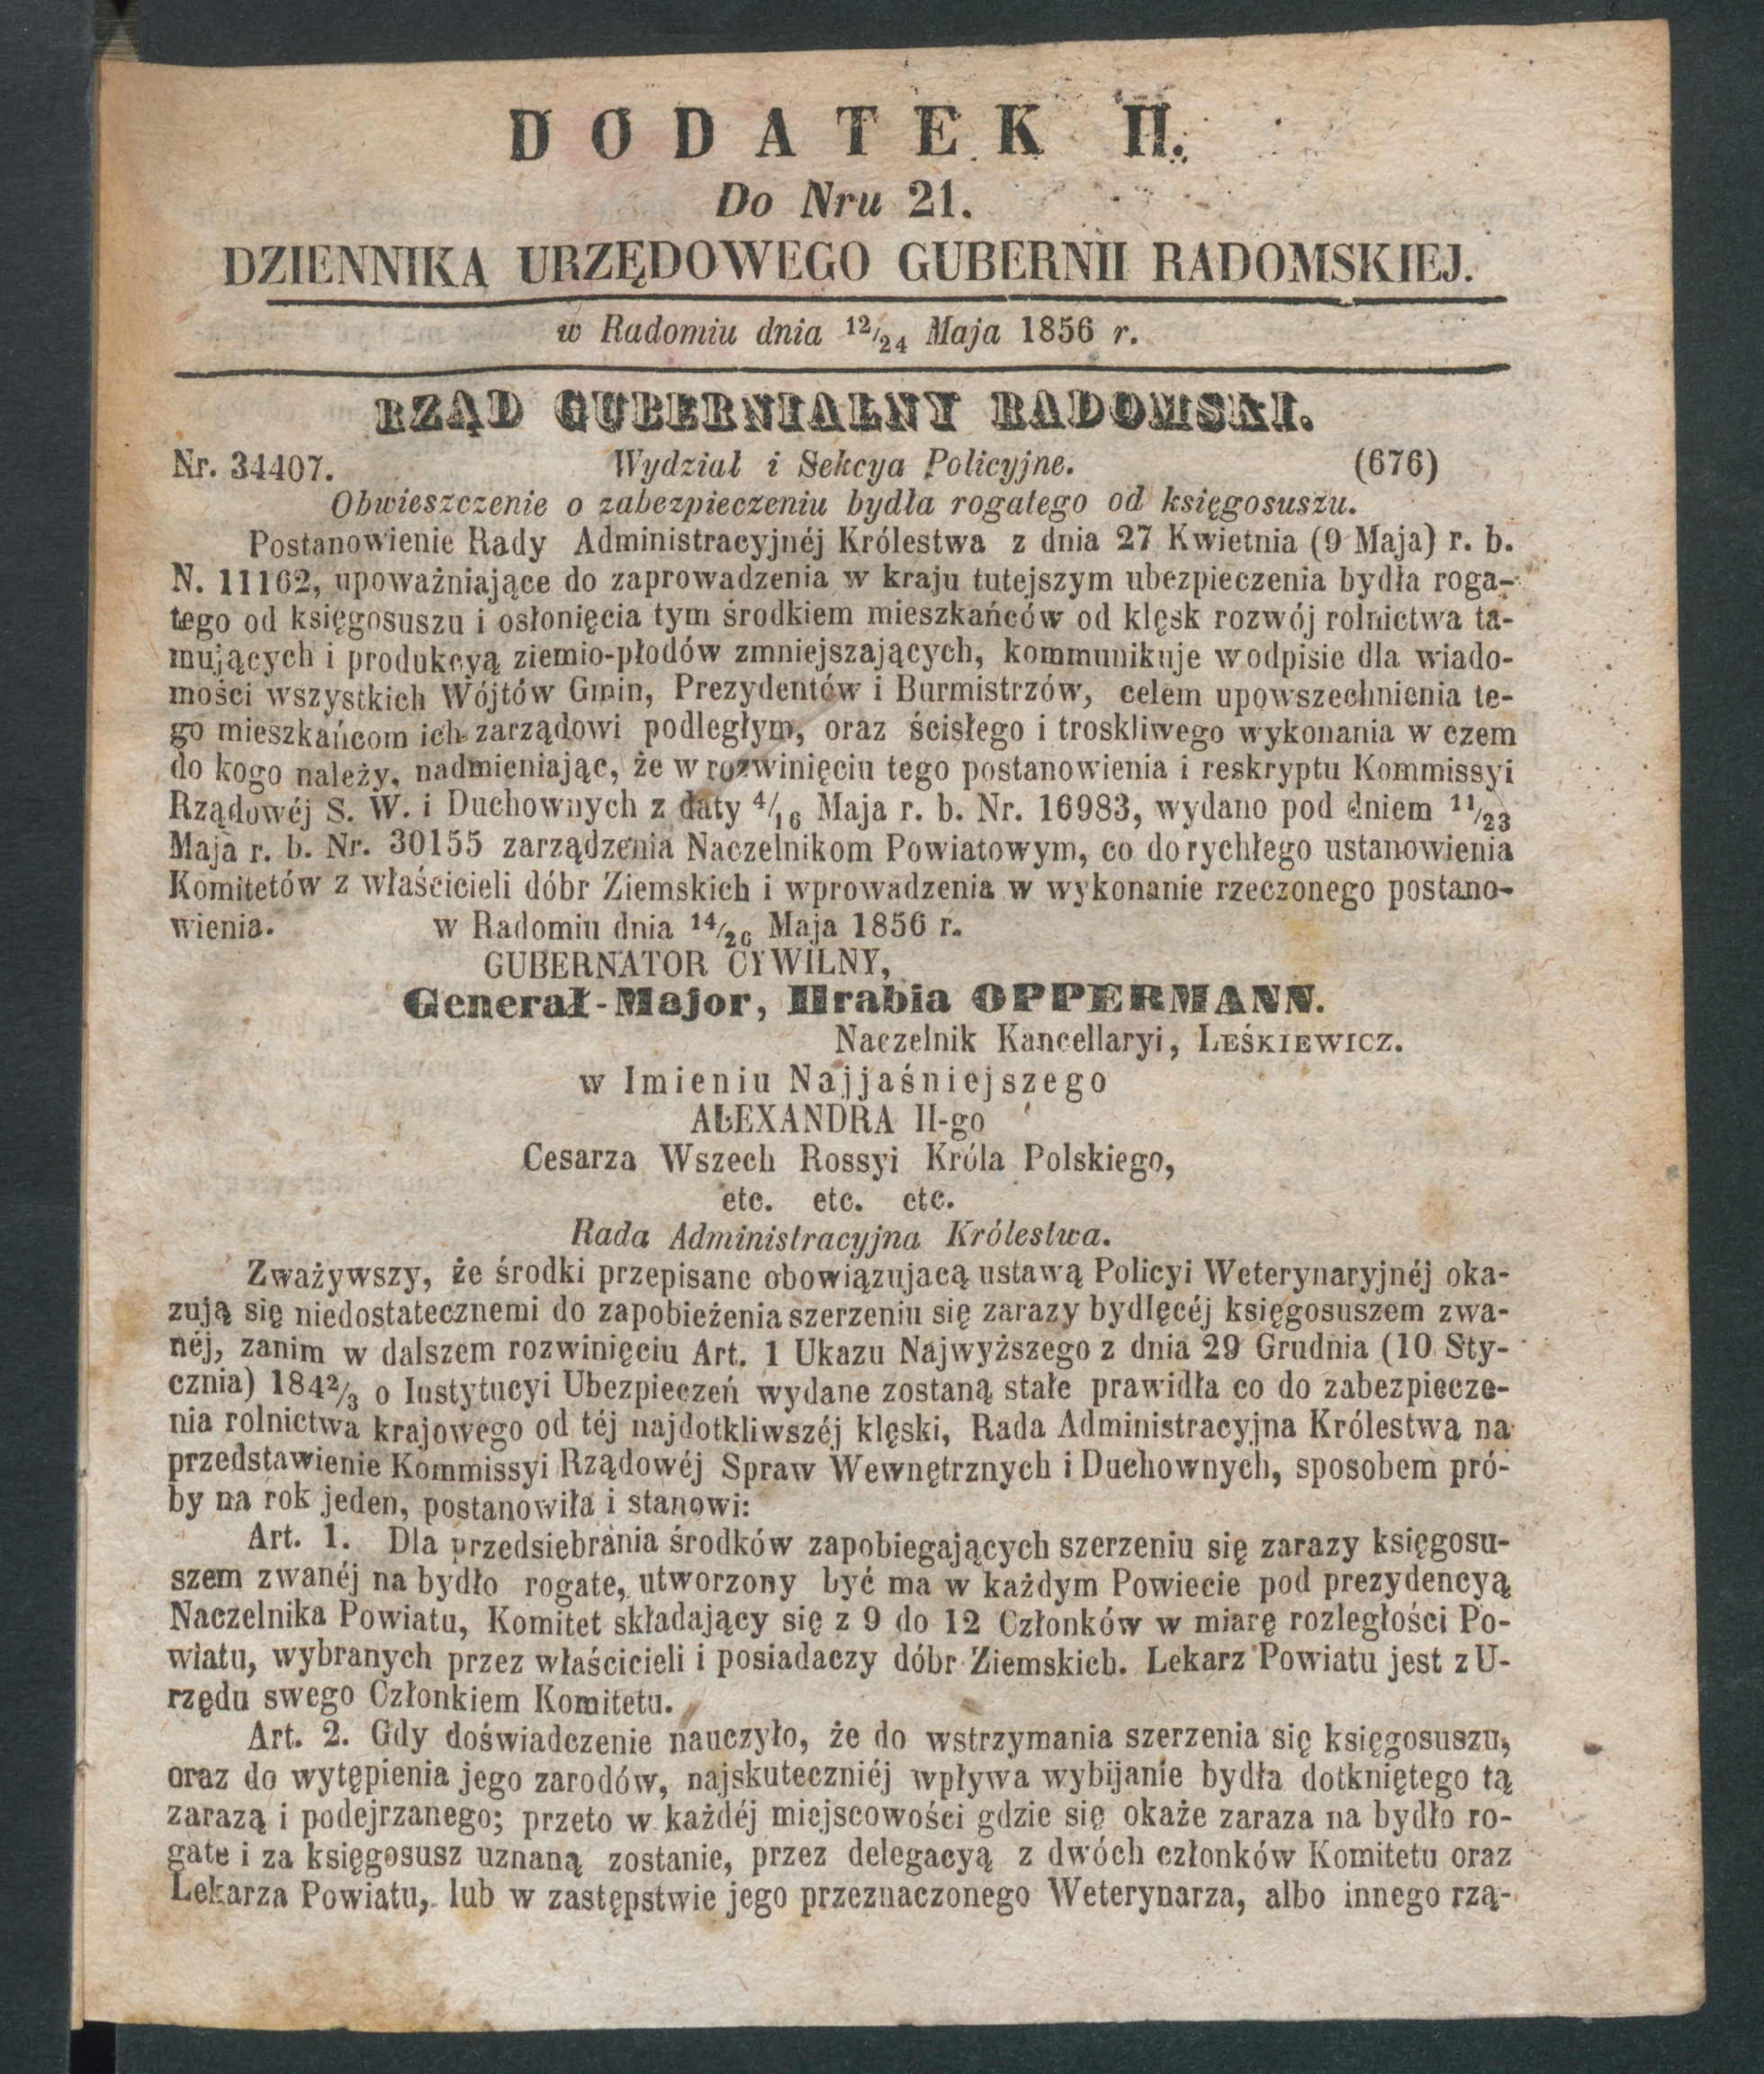 DODATEK II.
Do Nru 21.
DZIENNIKA URZĘDOWEGO GUBERNII RADOMSKIEJ.
w Radomiu dnia 12/24 Maja 1856 r.
RZĄD GUBERNIALNY RADOMSKI.
Nr. 34407. Wydział i Sekcya Policyjne. (676)
Obwieszczenie o zabezpieczeniu bydła rogatego od księgosuszu.
Postanowienie Rady Administracyjnéj Królestwa z dnia 27 Kwietnia (9 Maja) r. b.
N. 11162, upoważniające do zaprowadzenia w kraju tutejszym ubezpieczenia bydła roga-
tego od księgosuszu i osłonięcia tym środkiem mieszkańców od klęsk rozwój rolnictwa ta-
mujących i produkcyą ziemio-płodów zmniejszających, kommunikuje w odpisie dla wiado-
mości wszystkich Wójtów Gmin, Prezydentów i Burmistrzów, celem upowszechnienia te-
go mieszkańcom ich zarządowi podległym, oraz ścisłego i troskliwego wykonania w czem
do kogo należy, nadmieniając, że w rozwinięciu tego postanowienia i reskryptu Kommissyi
Rządowéj S. W. i Duchownych z daty 4/16 Maja r. b. Nr. 16983, wydano pod dniem 11/23
Maja r. b. Nr. 30155 zarządzenia Naczelnikom Powiatowym, co do rychłego ustanowienia
Komitetów z właścicieli dóbr Ziemskich i wprowadzenia w wykonanie rzeczonego postano-
wienia. w Radomiu dnia 14/26 Maja 1856 r.
GUBERNATOR CYWILNY,
Generał-Major, Hrabia OPPERMANN.
Naczelnik Kancellaryi, LEŚKIEWICZ.
w Imieniu Najjaśniejszego
ALEXANDRA II-go
Cesarza Wszech Rossyi Króla Polskiego,
etc. etc. etc.
Rada Administracyjna Królestwa.
Zważywszy, że środki przepisane obowiązujacą ustawą Policyi Weterynaryjnéj oka-
zują się niedostatecznemi do zapobieżenia szerzeniu się zarazy bydlęcéj księgosuszem zwa-
néj, zanim w dalszem rozwinięciu Art. 1 Ukazu Najwyższego z dnia 29 Grudnia (10 Sty-
cznia) 1842/3 o Instytucyi Ubezpieczeń wydane zostaną stałe prawidła co do zabezpiecze-
nia rolnictwa krajowego od téj najdotkliwszéj klęski, Rada Administracyjna Królestwa na
przedstawienie Kommissyi Rządowéj Spraw Wewnętrznych i Duchownych, sposobem pró-
by na rok jeden, postanowiła i stanowi:
Art. 1. Dla przedsiebrania środków zapobiegających szerzeniu się zarazy księgosu-
szem zwanéj na bydło rogate, utworzony być ma w każdym Powiecie pod prezydencyą
Naczelnika Powiatu, Komitet składający się z 9 do 12 Członków w miarę rozległości Po-
wiatu, wybranych przez właścicieli i posiadaczy dóbr Ziemskich. Lekarz Powiatu jest z U-
rzędu swego Członkiem Komitetu.
Art. 2. Gdy doświadczenie nauczyło, że do wstrzymania szerzenia się księgosuszu,
oraz do wytępienia jego zarodów, najskuteczniéj wpływa wybijanie bydła dotkniętego tą
zarazą i podejrzanego; przeto w każdéj miejscowości gdzie się okaże zaraza na bydło ro-
gate i za księgosusz uznaną zostanie, przez delegacyą z dwóch członków Komitetu oraz
Lekarza Powiatu, lub w zastępstwie jego przeznaczonego Weterynarza, albo innego rzą-